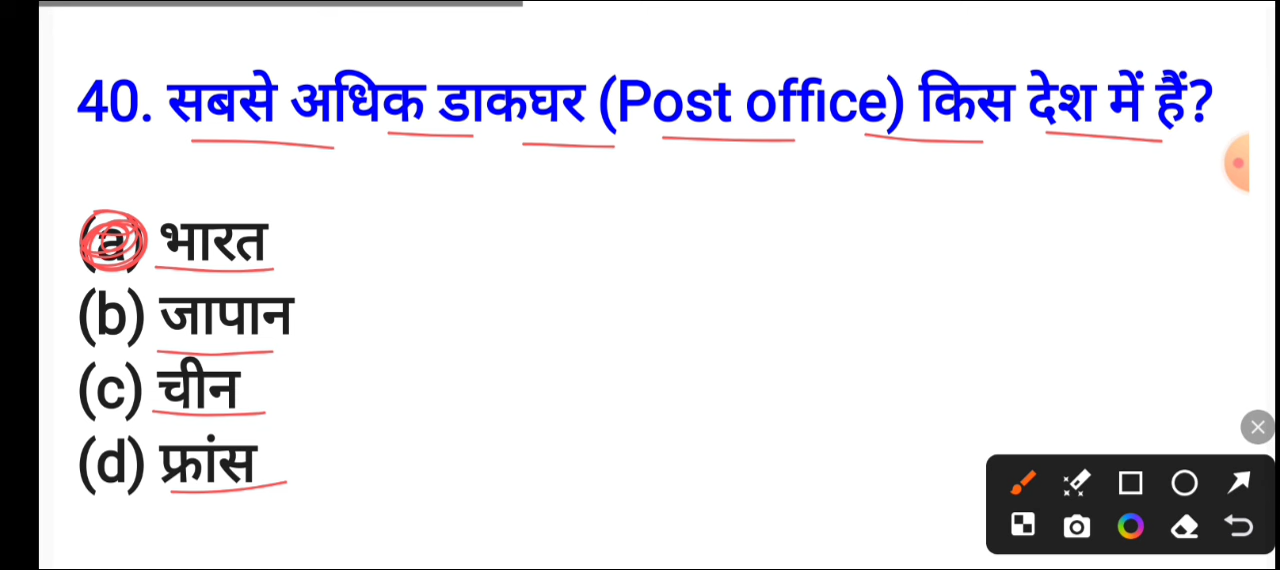 40. सबसे अधिक डाकघर (Post office) किस देश में हैं?
(a) भारत
(b) जापान
(c) चीन
(d) फ्रांस